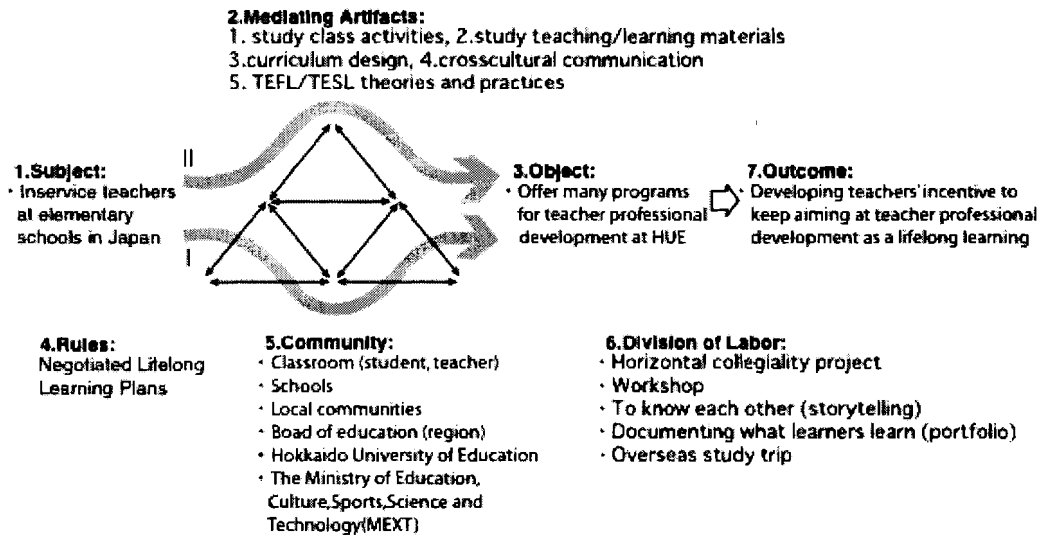 2.Mediating Artifacts:
1. study class activities, 2.study teaching/learning materials
3.curriculum design, 4.crosscultural communication
5. TEFL/TESL theories and practices
II
1.Subject:
· Inservice teachers
at elementary
schools in Japan
I
3.Object:
· Offer many programs
for teacher professional
development at HUE
7.Outcome:
· Developing teachers' incentive to
keep aiming at teacher professional
development as a lifelong learning
4.Rules:
Negotiated Lifelong
Learning Plans
5.Community:
· Classroom (student, teacher)
· Schools
· Local communities
· Boad of education (region)
· Hokkaido University of Education
· The Ministry of Education,
Culture,Sports,Science and
Technology(MEXT)
6.Division of Labor:
· Horizontal collegiality project
· Workshop
· To know each other (storytelling)
· Documenting what learners learn (portfolio)
· Overseas study trip